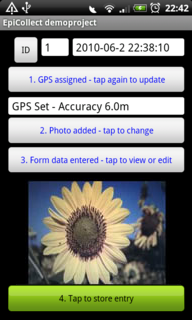 22:42
EpiCollect demoproject
ID 1 2010-06-2 22:38:10
1. GPS assigned - tap again to update
GPS Set - Accuracy 6.0m
2. Photo added - tap to change
3. Form data entered - tap to view or edit
4. Tap to store entry